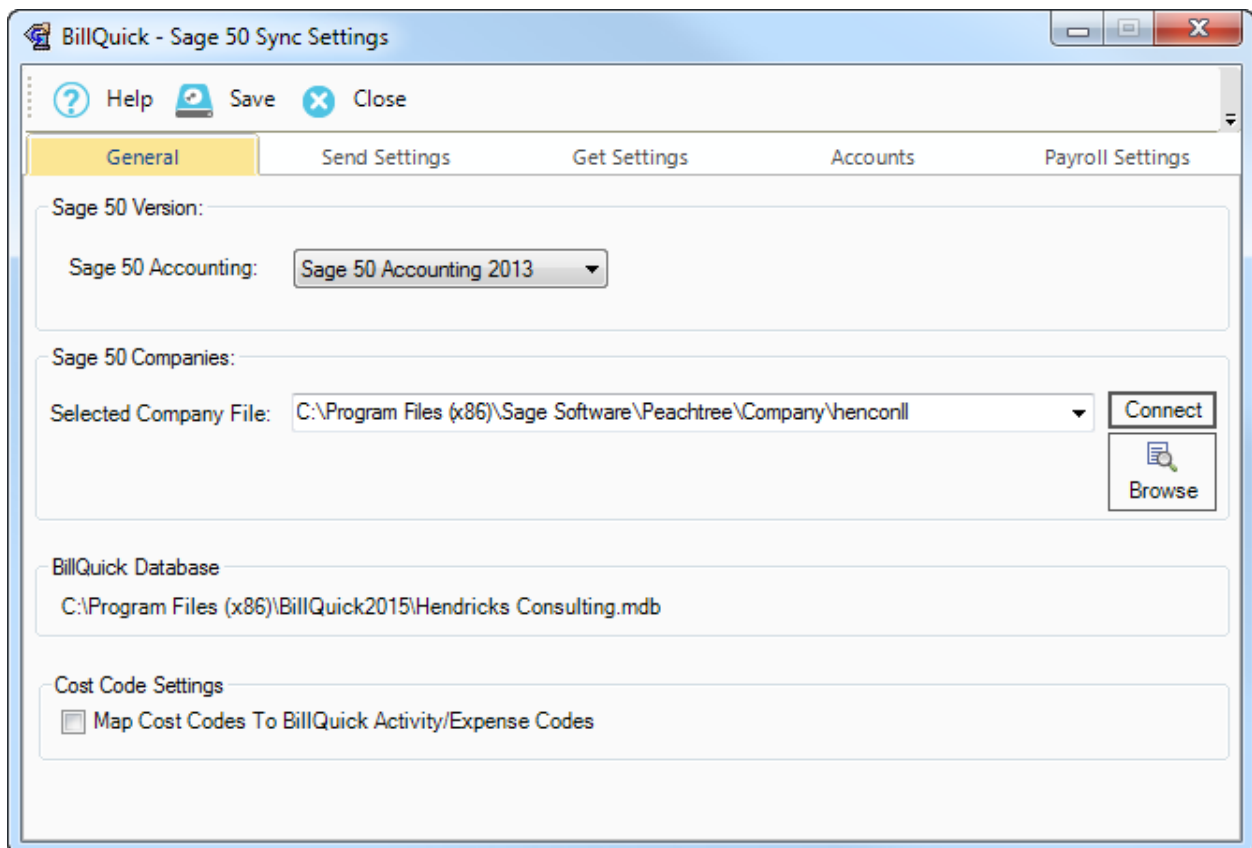 BillQuick - Sage 50 Sync Settings
Help Save Close
General Send Settings Get Settings Accounts Payroll Settings
Sage 50 Version:
Sage 50 Accounting: Sage 50 Accounting 2013
Sage 50 Companies:
Selected Company File: C:\Program Files (x86)\Sage Software\Peachtree\Company\henconll Connect
Browse
BillQuick Database
C:\Program Files (x86)\BillQuick2015\Hendricks Consulting.mdb
Cost Code Settings
Map Cost Codes To BillQuick Activity/Expense Codes